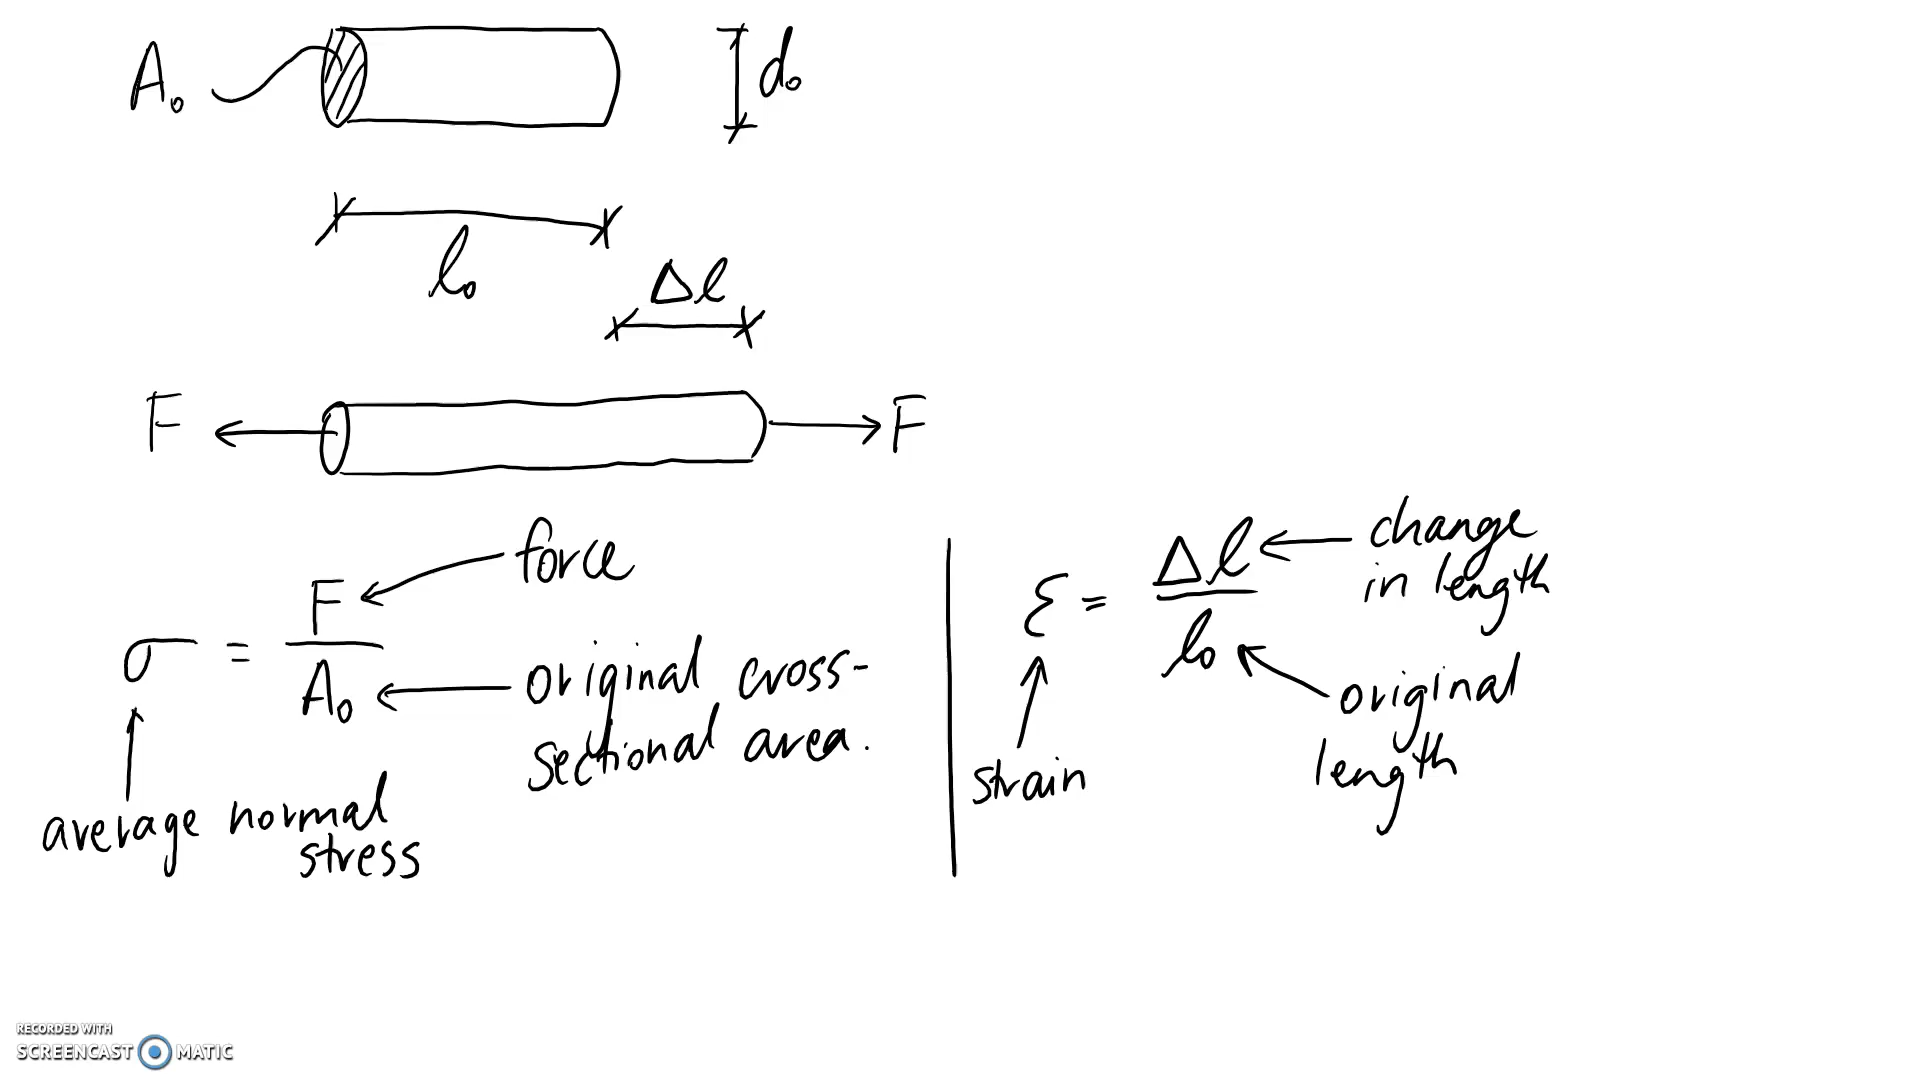 A₀
d₀
l₀
Δl
F
F
σ = F / A₀
force
original cross-
sectional area.
average normal
stress
ε = Δl / l₀
change
in length
original
length
strain
RECORDED WITH
SCREENCAST MATIC